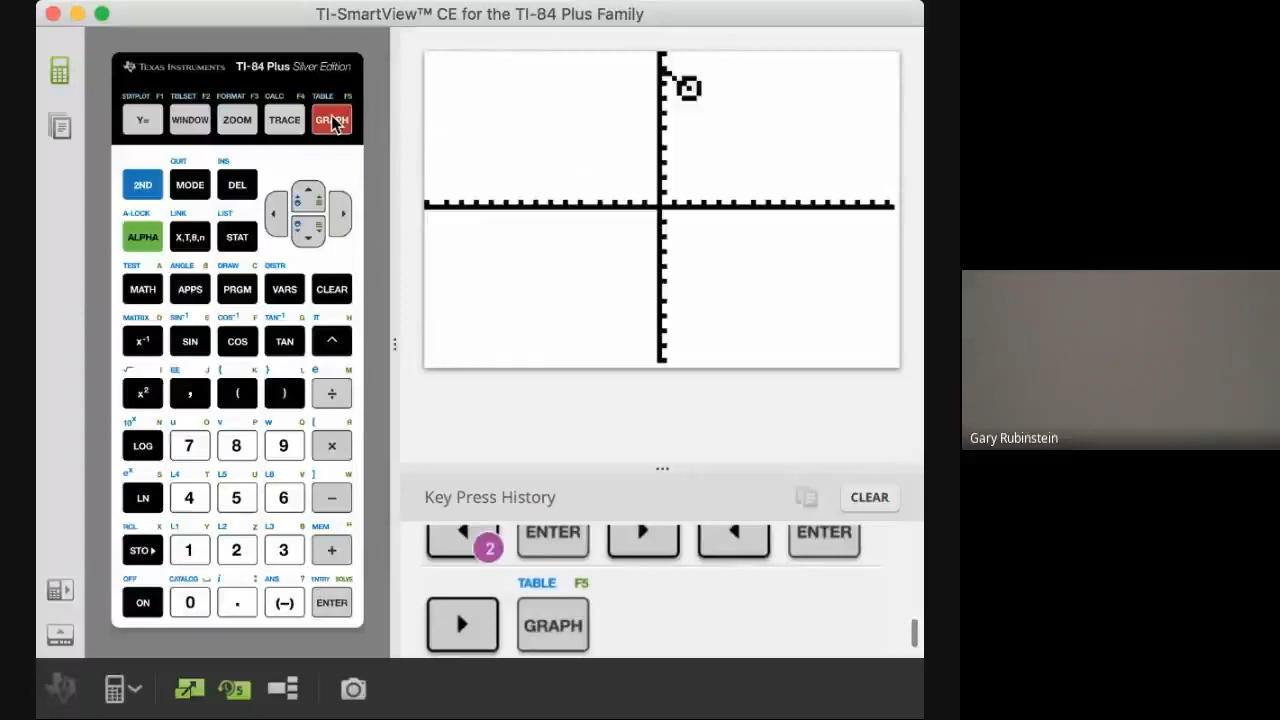 TI-SmartView™ CE for the TI-84 Plus Family
TEXAS INSTRUMENTS TI-84 Plus Silver Edition
STATPLOT F1 TBLSET F2 FORMAT F3 CALC F4 TABLE F5
Y= WINDOW ZOOM TRACE GRAPH
QUIT INS
2ND MODE DEL
A-LOCK LINK LIST
ALPHA X,T,θ,n STAT
TEST A ANGLE B DRAW C DISTR
MATH APPS PRGM VARS CLEAR
MATRIX D SIN⁻¹ E COS⁻¹ F TAN⁻¹ G π H
x⁻¹ SIN COS TAN ^
√ I EE J { K } L e M
x² , ( ) ÷
10ˣ N u O v P w Q [ R
LOG 7 8 9 ×
eˣ S L4 T L5 U L6 V ] W
LN 4 5 6 −
RCL X L1 Y L2 Z L3 θ MEM "
STO▸ 1 2 3 +
OFF CATALOG ⎵ i : ANS ? ENTRY SOLVE
ON 0 . (–) ENTER
Key Press History
CLEAR
2 ENTER ENTER
TABLE F5
GRAPH
5
Gary Rubinstein